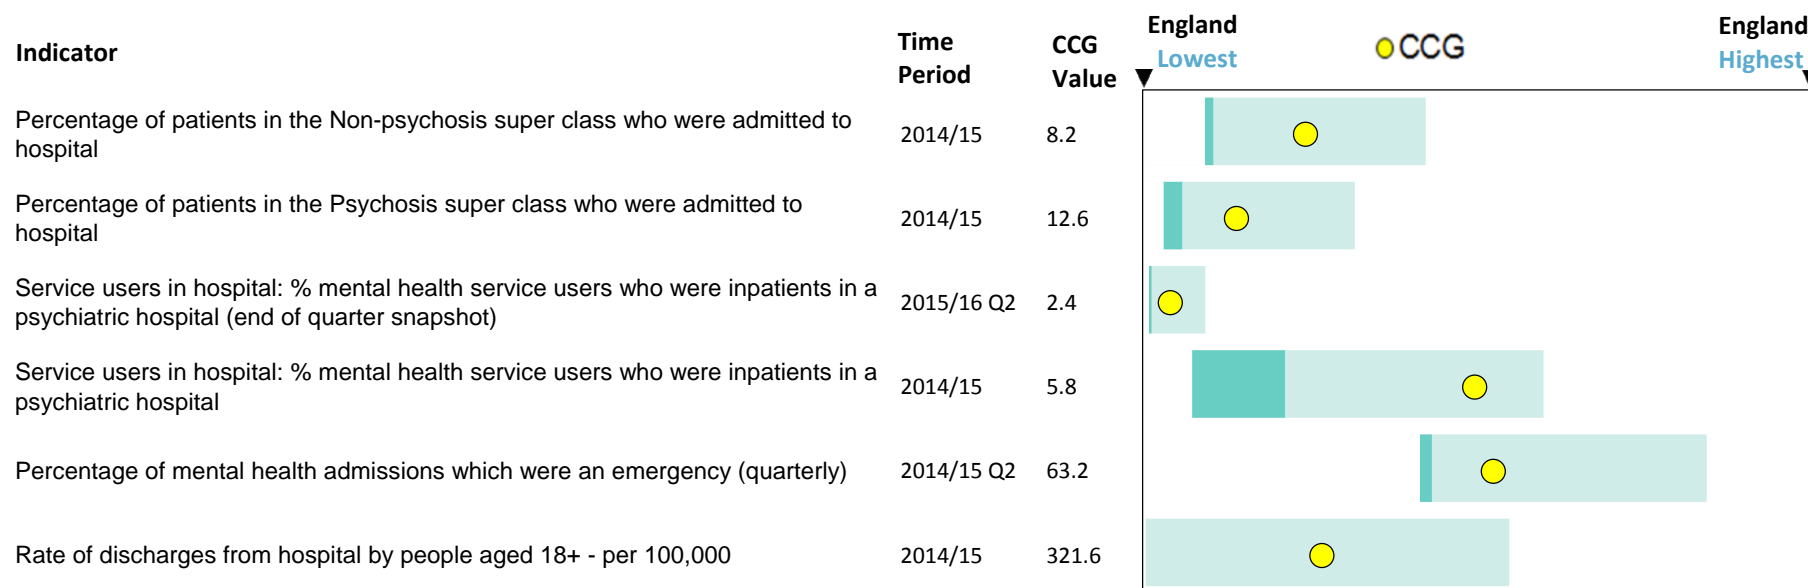 Indicator
Time
Period
CCG
Value
England
Lowest
CCG
England
Highest
Percentage of patients in the Non-psychosis super class who were admitted to
hospital
2014/15
8.2
Percentage of patients in the Psychosis super class who were admitted to
hospital
2014/15
12.6
Service users in hospital: % mental health service users who were inpatients in a
psychiatric hospital (end of quarter snapshot)
2015/16 Q2
2.4
Service users in hospital: % mental health service users who were inpatients in a
psychiatric hospital
2014/15
5.8
Percentage of mental health admissions which were an emergency (quarterly)
2014/15 Q2
63.2
Rate of discharges from hospital by people aged 18+ - per 100,000
2014/15
321.6